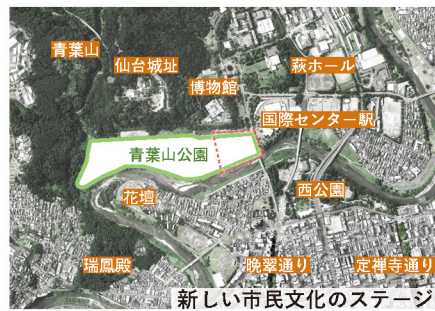 青葉山
仙台城址
萩ホール
博物館
国際センター駅
青葉山公園
西公園
花壇
瑞鳳殿
晩翠通り
定禅寺通り
新しい市民文化のステージ